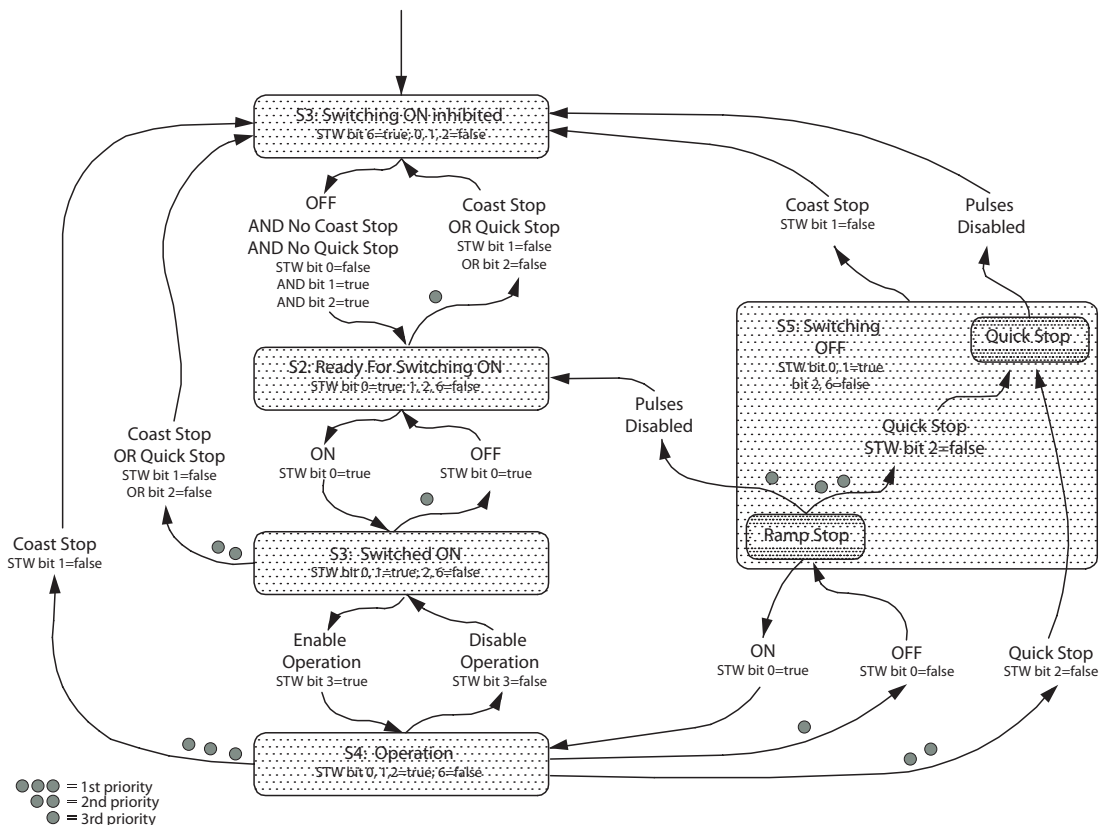 S3: Switching ON inhibited
STW bit 6=true; 0, 1, 2=false
OFF
AND No Coast Stop
AND No Quick Stop
STW bit 0=false
AND bit 1=true
AND bit 2=true
Coast Stop
OR Quick Stop
STW bit 1=false
OR bit 2=false
Coast Stop
STW bit 1=false
Pulses
Disabled
S5: Switching
OFF
STW bit 0, 1=true
bit 2, 6=false
Quick Stop
S2: Ready For Switching ON
STW bit 0=true; 1, 2, 6=false
Pulses
Disabled
Quick Stop
STW bit 2=false
Coast Stop
OR Quick Stop
STW bit 1=false
OR bit 2=false
ON
STW bit 0=true
OFF
STW bit 0=true
Ramp Stop
Coast Stop
STW bit 1=false
S3: Switched ON
STW bit 0, 1=true; 2, 6=false
Enable
Operation
STW bit 3=true
Disable
Operation
STW bit 3=false
ON
STW bit 0=true
OFF
STW bit 0=false
Quick Stop
STW bit 2=false
S4: Operation
STW bit 0, 1,2=true; 6=false
= 1st priority
= 2nd priority
= 3rd priority